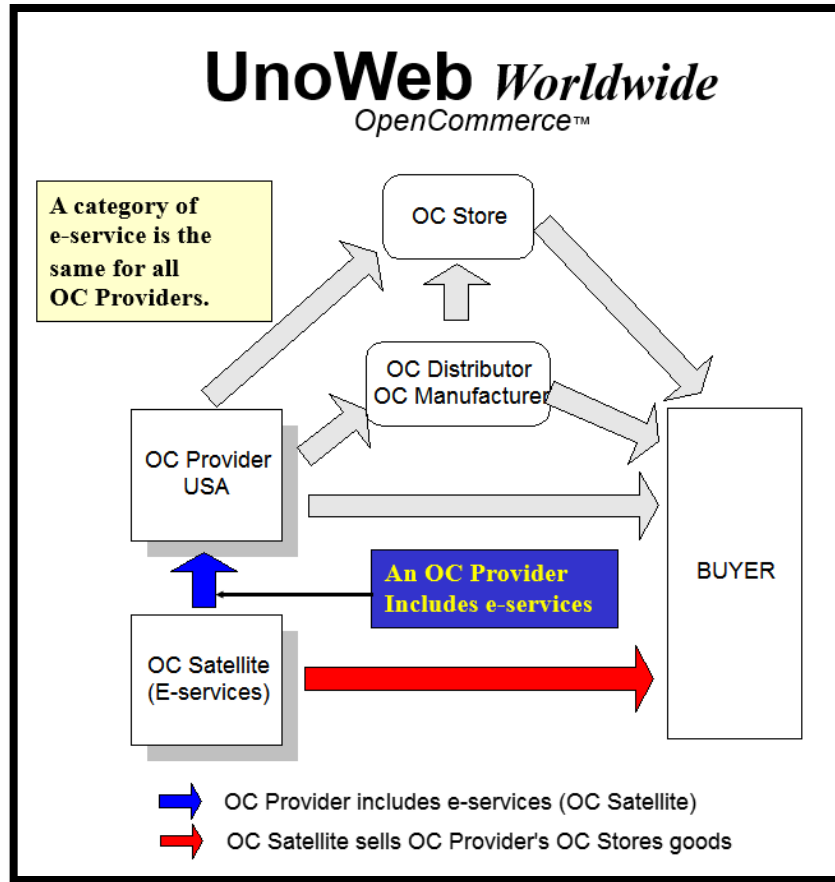 UnoWeb Worldwide
OpenCommerce™
A category of
e-service is the
same for all
OC Providers.
OC Store
OC Distributor
OC Manufacturer
OC Provider
USA
An OC Provider
Includes e-services
BUYER
OC Satellite
(E-services)
OC Provider includes e-services (OC Satellite)
OC Satellite sells OC Provider's OC Stores goods